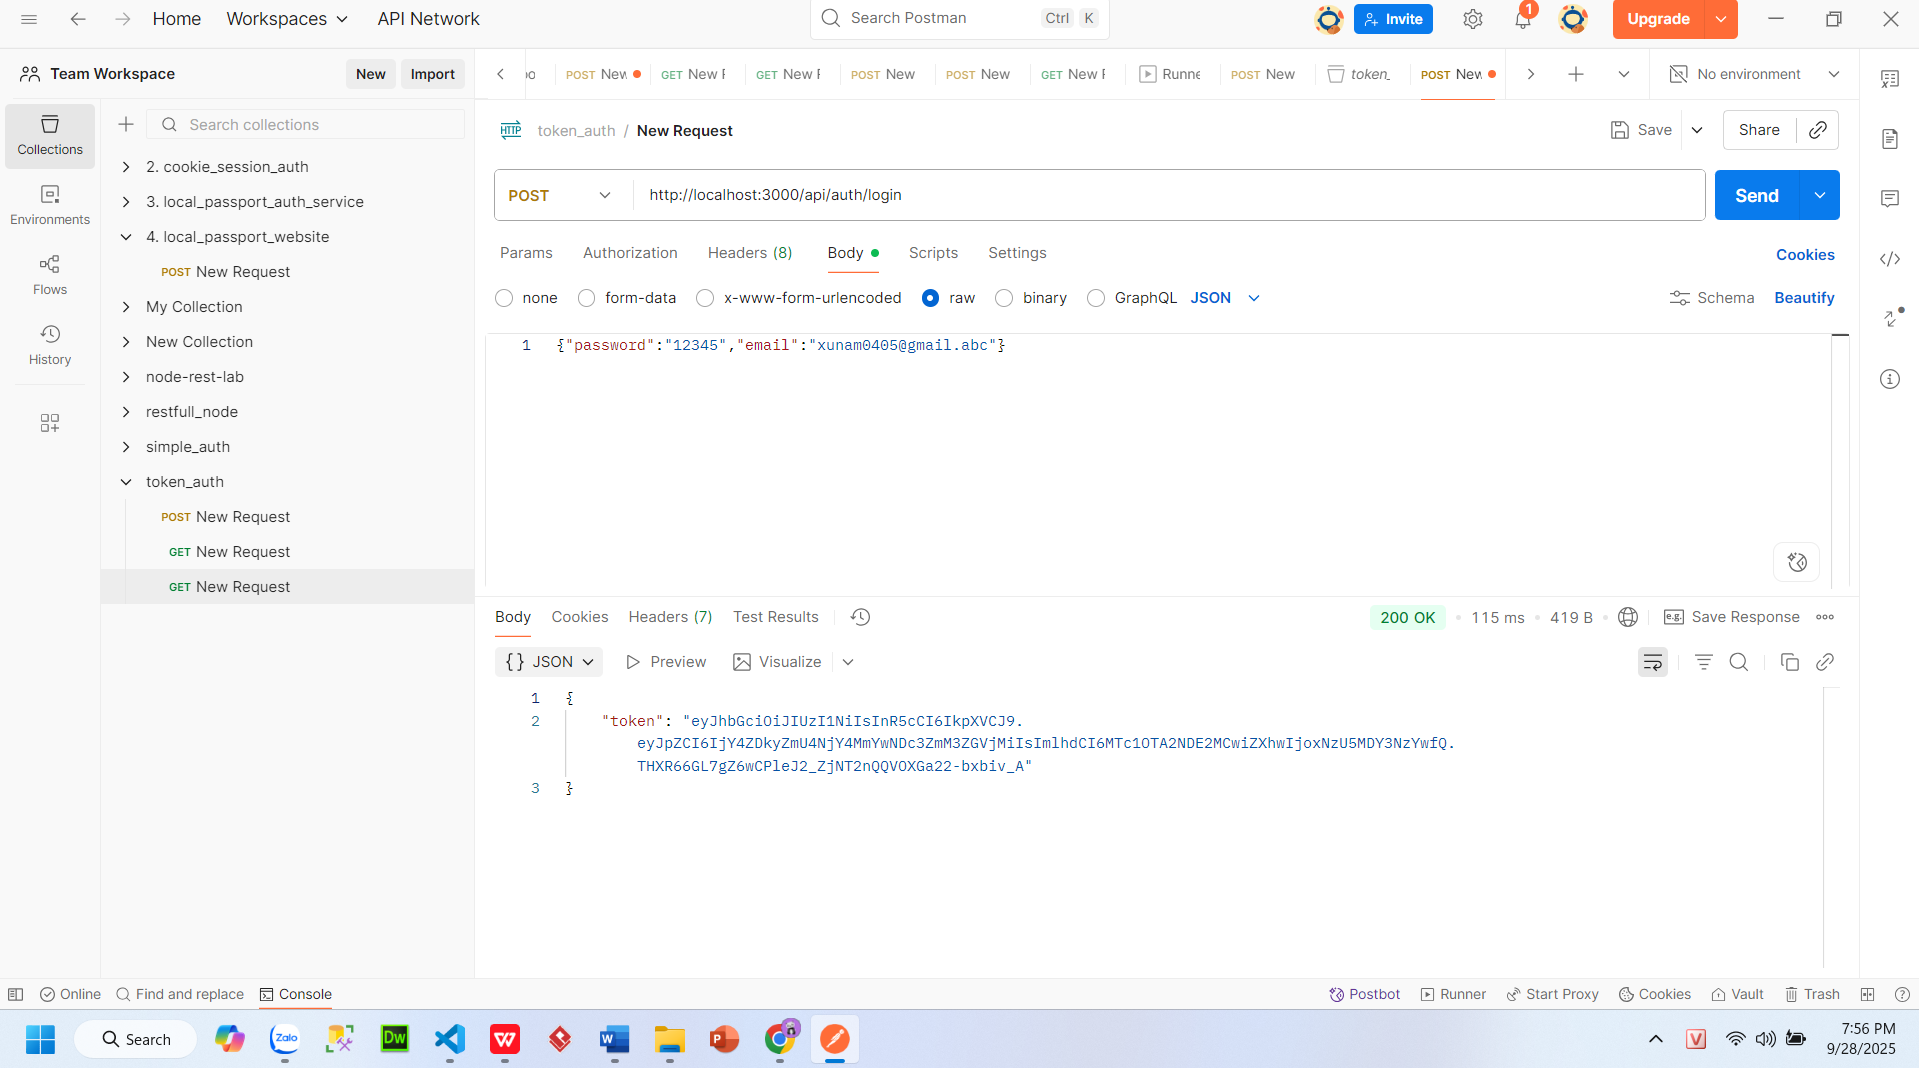 Home
Workspaces
API Network
Search Postman
Ctrl K
Invite
1
Upgrade
Team Workspace
New
Import
POST New
GET New
GET New
POST New
POST New
GET New
Runne
POST New
token_
POST New
No environment
Search collections
Collections
Environments
Flows
History
2. cookie_session_auth
3. local_passport_auth_service
4. local_passport_website
POST New Request
My Collection
New Collection
node-rest-lab
restfull_node
simple_auth
token_auth
POST New Request
GET New Request
GET New Request
HTTP token_auth / New Request
Save
Share
POST
http://localhost:3000/api/auth/login
Send
Params
Authorization
Headers (8)
Body
Scripts
Settings
Cookies
none
form-data
x-www-form-urlencoded
raw
binary
GraphQL
JSON
Schema
Beautify
1 {"password":"12345","email":"xunam0405@gmail.abc"}
Body
Cookies
Headers (7)
Test Results
200 OK
115 ms
419 B
e.g. Save Response
{} JSON
Preview
Visualize
1 {
2 "token": "eyJhbGciOiJIUzI1NiIsInR5cCI6IkpXVCJ9.
eyJpZCI6IjY4ZDkyZmU4NjY4MmYwNDc3ZmM3ZGVjMiIsImlhdCI6MTc1OTA2NDE2MCwiZXhwIjoxNzU5MDY3NzYwfQ.
THXR66GL7gZ6wCPleJ2_ZjNT2nQQVOXGa22-bxbiv_A"
3 }
Online
Find and replace
Console
Postbot
Runner
Start Proxy
Cookies
Vault
Trash
Search
Zalo
Dw
W
P
V
7:56 PM
9/28/2025